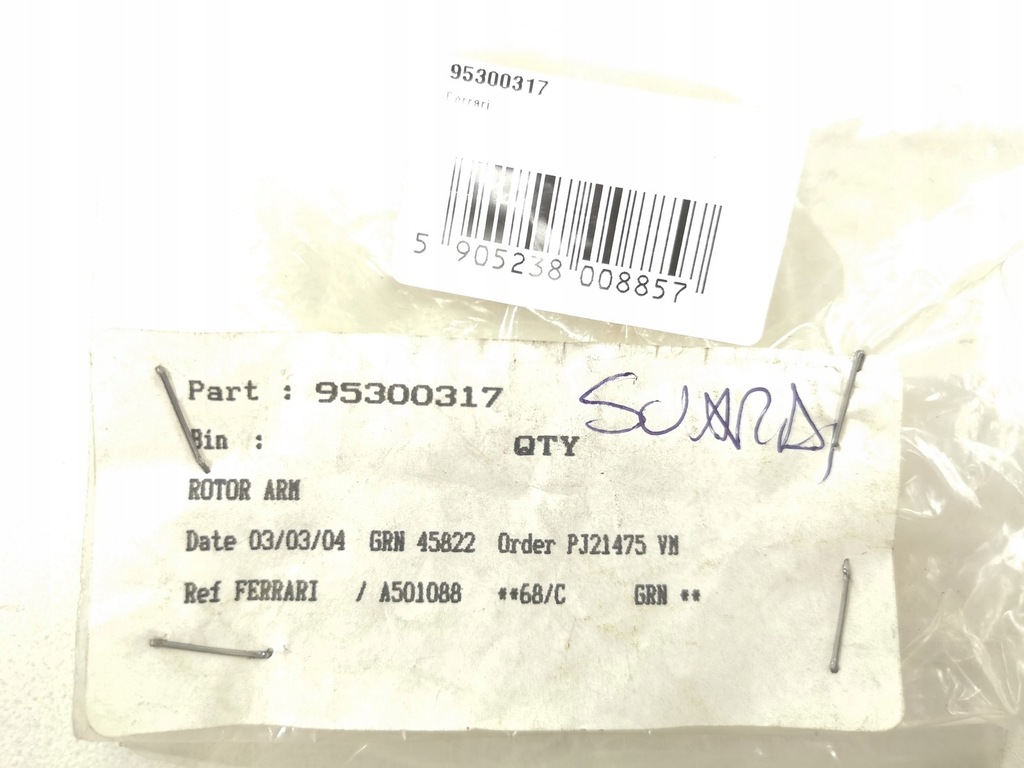 95300317
Ferrari
5 905238 008857
Part : 95300317
Bin :
QTY
ROTOR ARM
Date 03/03/04 GRN 45822 Order PJ21475 VM
Ref FERRARI / A501088 **68/C GRN **